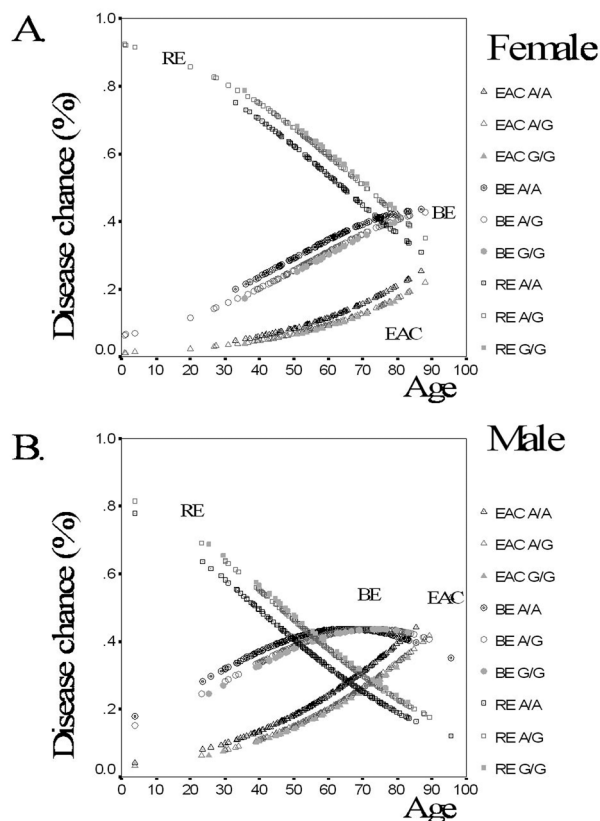 A.
Female
Disease chance (%)
1.0
.8
.6
.4
.2
0.0
RE
BE
EAC
0 10 20 30 40 50 60 70 80 90 100
Age
EAC A/A
EAC A/G
EAC G/G
BE A/A
BE A/G
BE G/G
RE A/A
RE A/G
RE G/G
B.
Male
Disease chance (%)
1.0
.8
.6
.4
.2
0.0
RE
BE
EAC
0 10 20 30 40 50 60 70 80 90 100
Age
EAC A/A
EAC A/G
EAC G/G
BE A/A
BE A/G
BE G/G
RE A/A
RE A/G
RE G/G